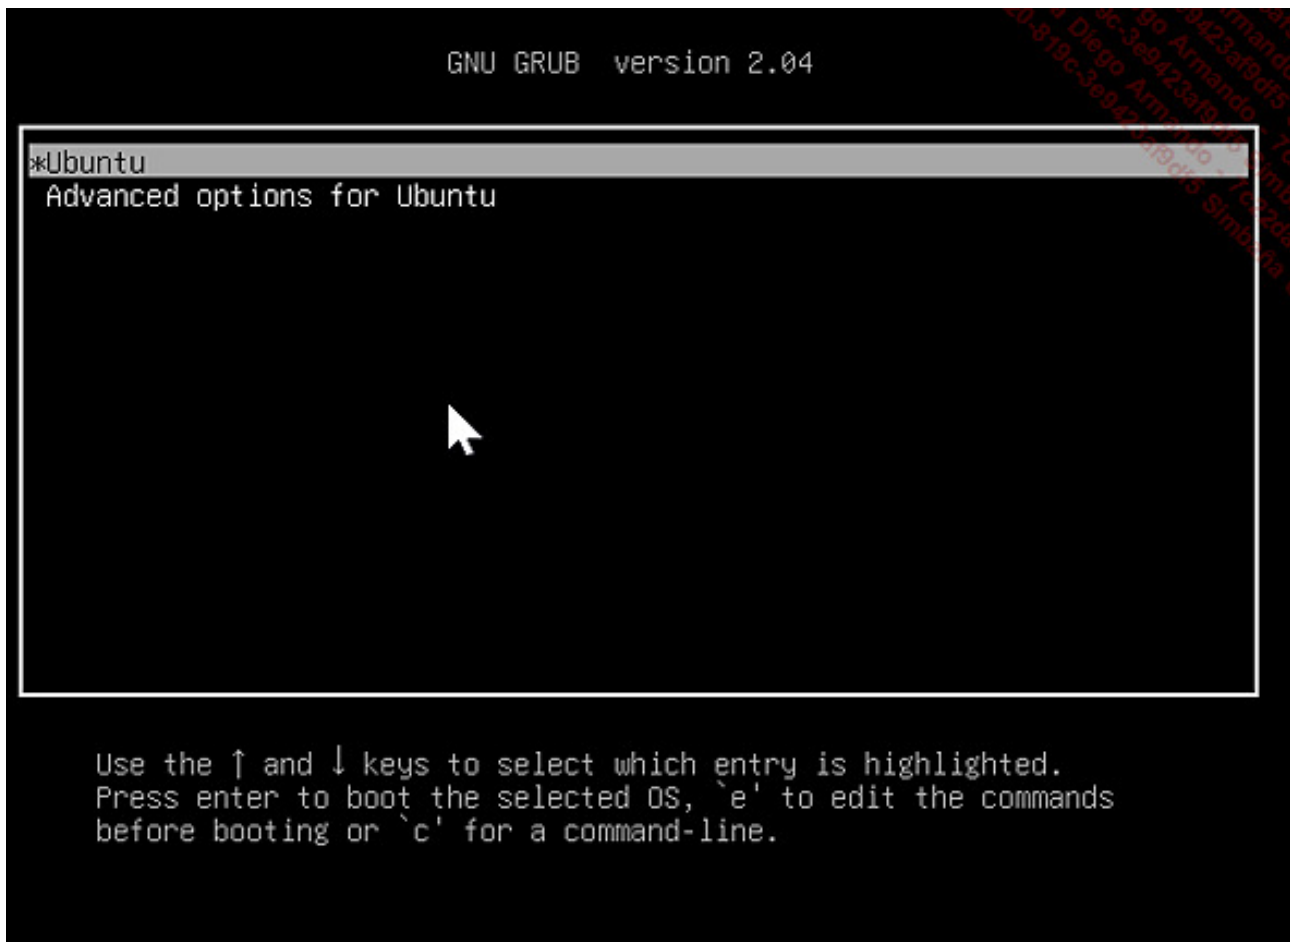 GNU GRUB version 2.04
*Ubuntu
Advanced options for Ubuntu
Use the ↑ and ↓ keys to select which entry is highlighted.
Press enter to boot the selected OS, `e' to edit the commands
before booting or `c' for a command-line.